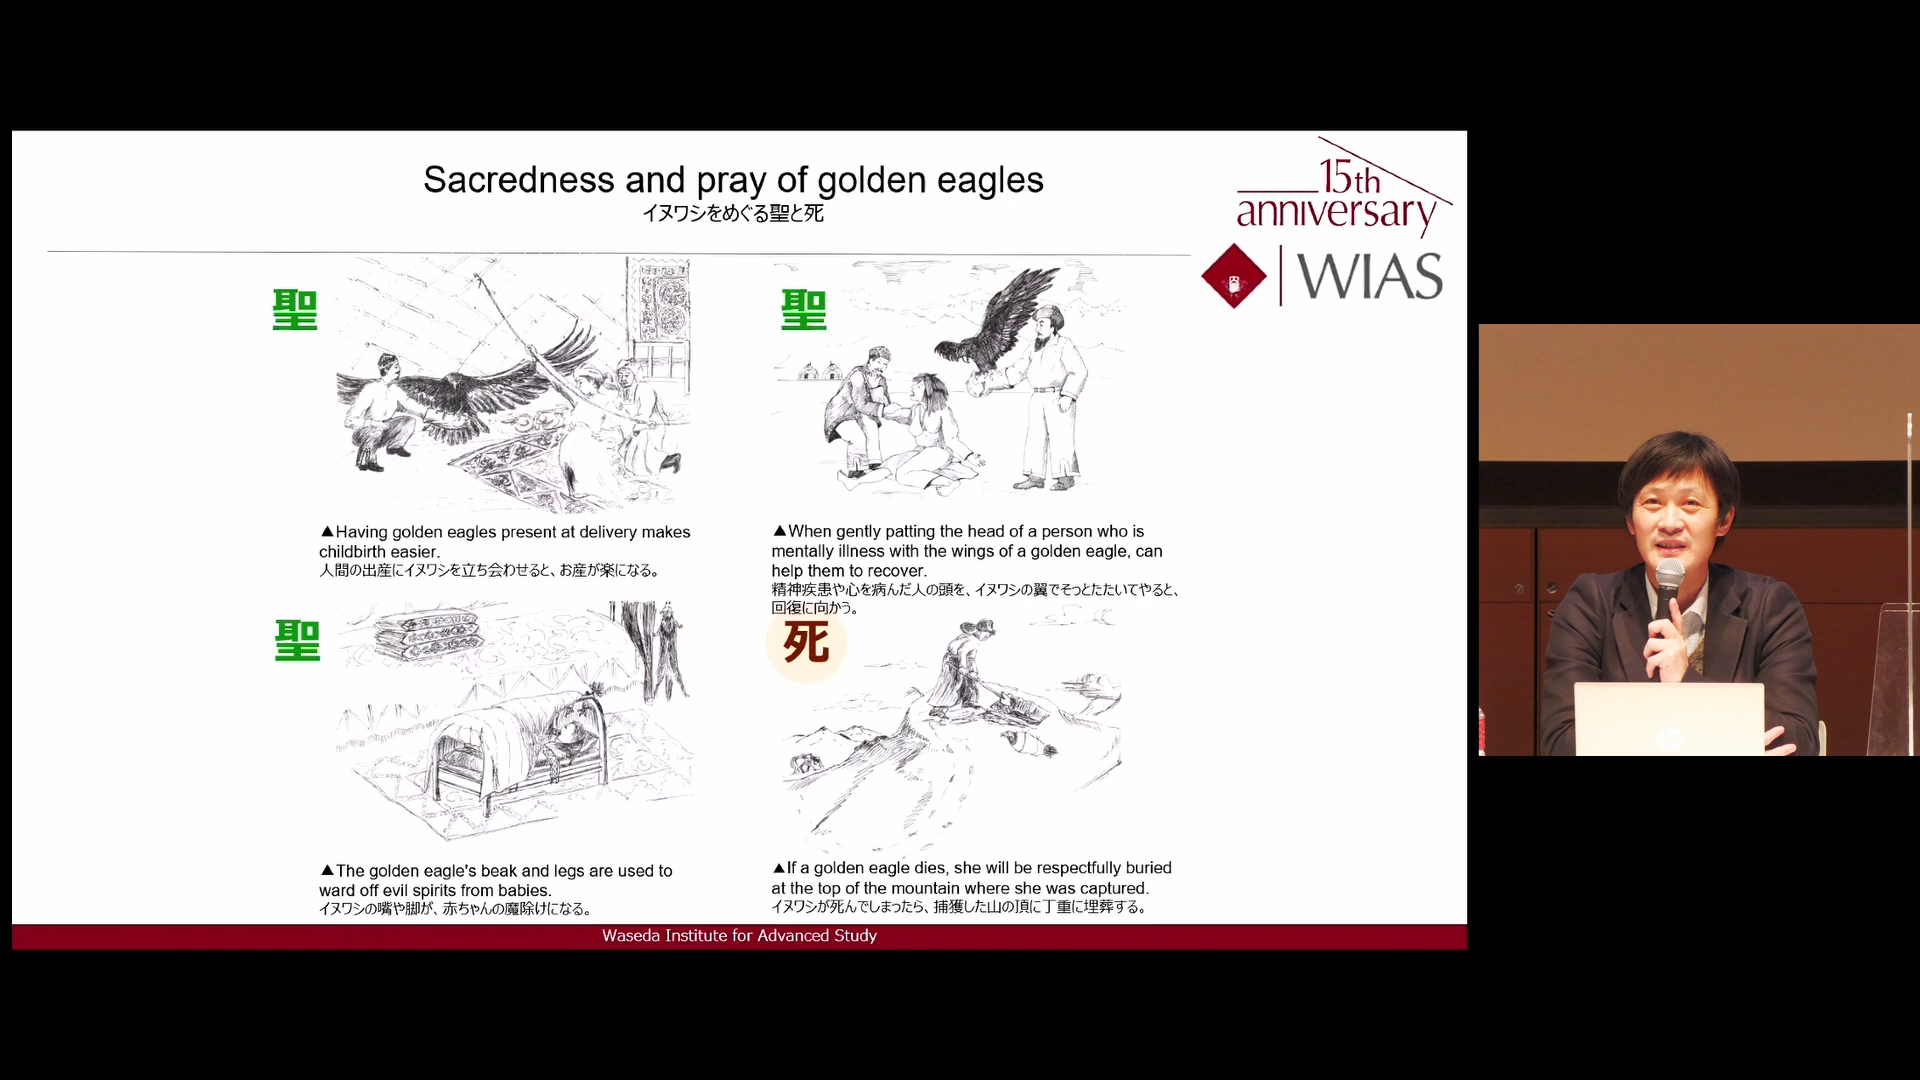 Sacredness and pray of golden eagles
イヌワシをめぐる聖と死
15th
anniversary
WIAS
聖
▲Having golden eagles present at delivery makes
childbirth easier.
人間の出産にイヌワシを立ち会わせると、お産が楽になる。
聖
▲When gently patting the head of a person who is
mentally illness with the wings of a golden eagle, can
help them to recover.
精神疾患や心を病んだ人の頭を、イヌワシの翼でそっとたたいてやると、
回復に向かう。
聖
▲The golden eagle's beak and legs are used to
ward off evil spirits from babies.
イヌワシの嘴や脚が、赤ちゃんの魔除けになる。
死
▲If a golden eagle dies, she will be respectfully buried
at the top of the mountain where she was captured.
イヌワシが死んでしまったら、捕獲した山の頂に丁重に埋葬する。
Waseda Institute for Advanced Study
hp